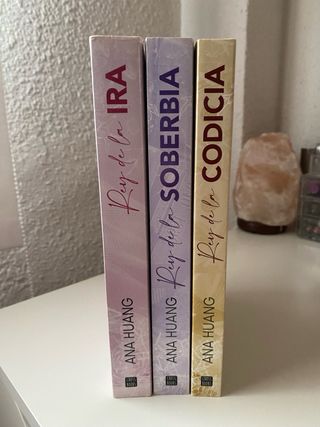 Rey de la IRA
ANA HUANG
Rey de la SOBERBIA
ANA HUANG
Rey de la CODICIA
ANA HUANG